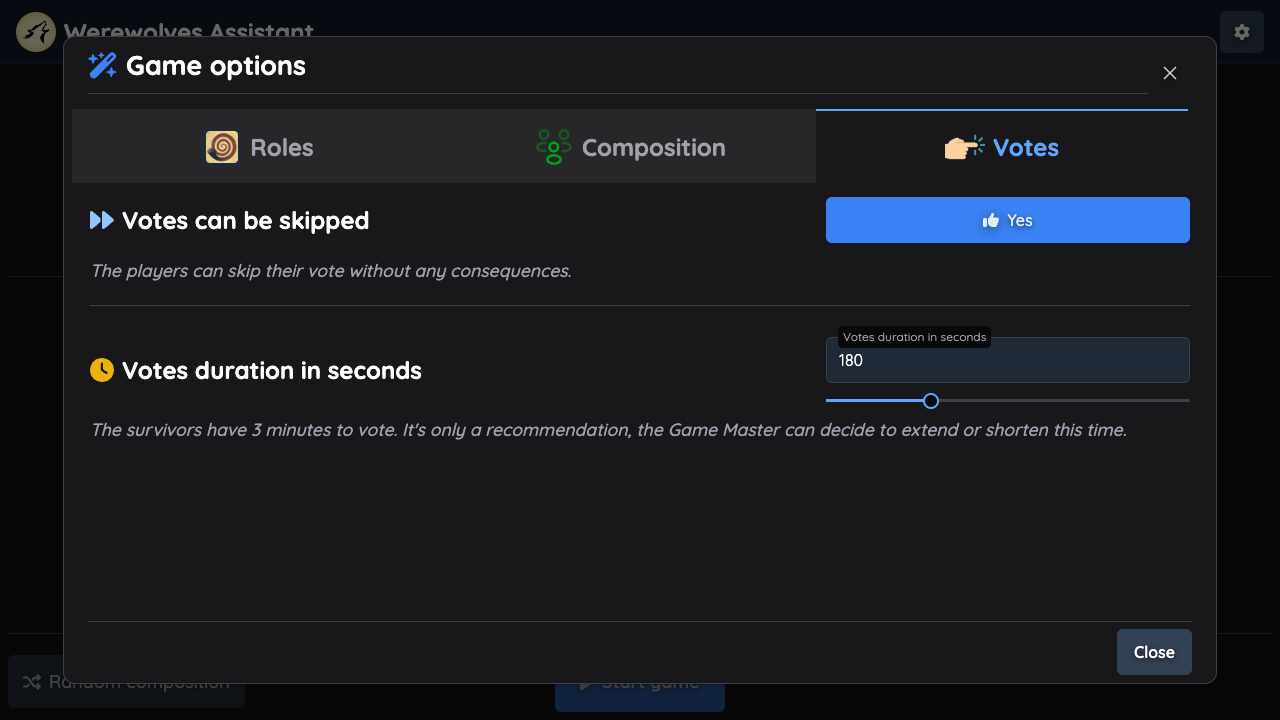 Werewolves Assistant
Game options
Roles
Composition
Votes
Votes can be skipped
Yes
The players can skip their vote without any consequences.
Votes duration in seconds
Votes duration in seconds
180
The survivors have 3 minutes to vote. It's only a recommendation, the Game Master can decide to extend or shorten this time.
Close
Random composition
Start game